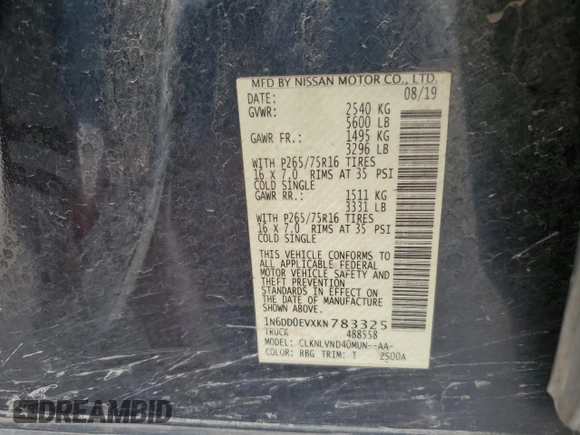 MFD BY NISSAN MOTOR CO., LTD.
DATE: 08/19
GVWR: 2540 KG
5600 LB
GAWR FR.: 1495 KG
3296 LB
WITH P265/75R16 TIRES
16 X 7.0 RIMS AT 35 PSI
COLD SINGLE
GAWR RR.: 1511 KG
3331 LB
WITH P265/75R16 TIRES
16 X 7.0 RIMS AT 35 PSI
COLD SINGLE
THIS VEHICLE CONFORMS TO
ALL APPLICABLE FEDERAL
MOTOR VEHICLE SAFETY AND
THEFT PREVENTION
STANDARDS IN EFFECT ON
THE DATE OF MANUFACTURE
SHOWN ABOVE.
1N6DD0EVXKN783325
TRUCK 488558
MODEL: CLKNLVND40MUN--AA-
COLOR: RBG TRIM: T 2500A
DREAMBID